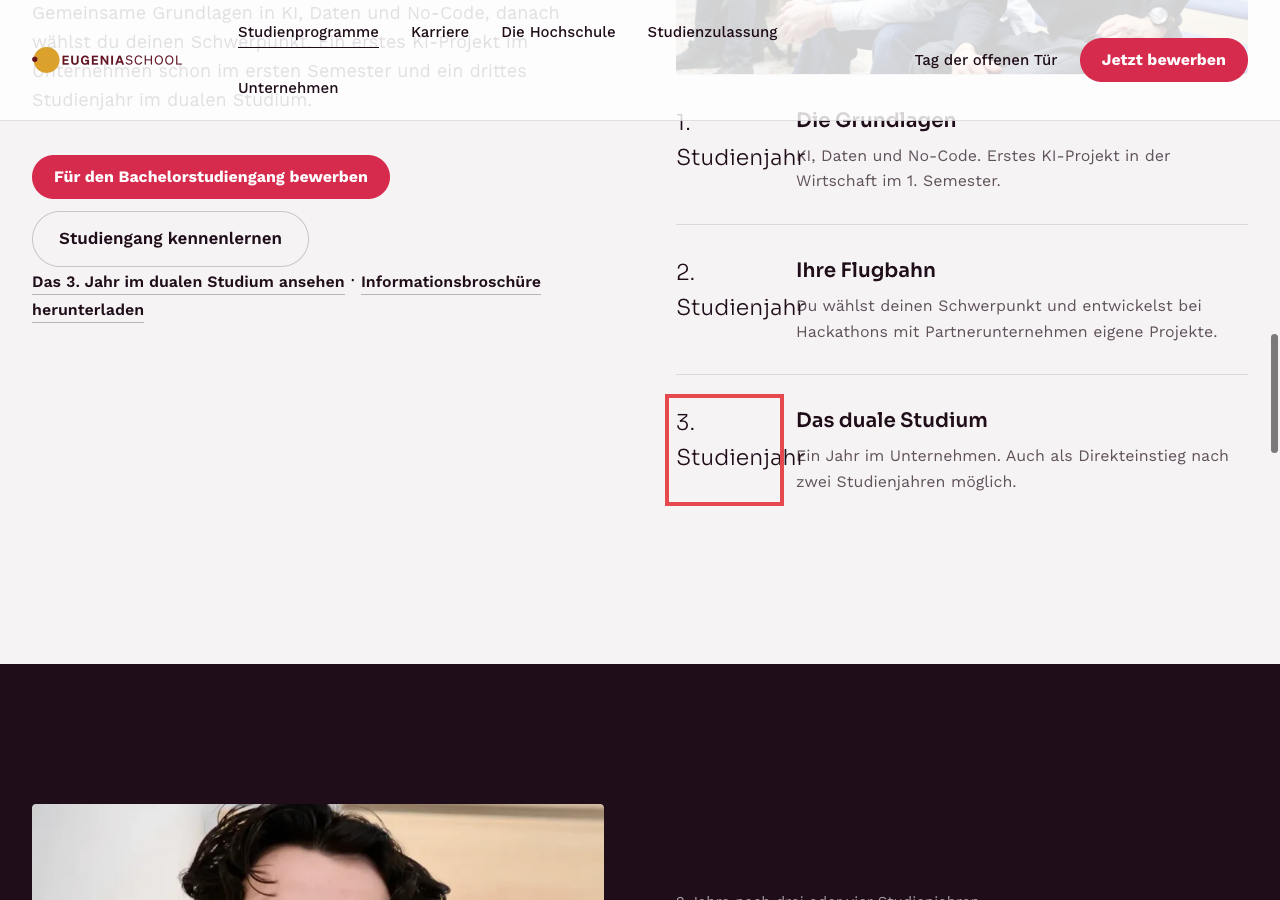 Gemeinsame Grundlagen in KI, Daten und No-Code, danach
wählst du deinen Schwerpunkt. Ein erstes KI-Projekt im
Unternehmen schon im ersten Semester und ein drittes
Studienjahr im dualen Studium.
EUGENIASCHOOL
Studienprogramme
Karriere
Die Hochschule
Studienzulassung
Unternehmen
Tag der offenen Tür
Jetzt bewerben
Für den Bachelorstudiengang bewerben
Studiengang kennenlernen
Das 3. Jahr im dualen Studium ansehen · Informationsbroschüre
herunterladen
1.
Studienjahr
Die Grundlagen
KI, Daten und No-Code. Erstes KI-Projekt in der
Wirtschaft im 1. Semester.
2.
Studienjahr
Ihre Flugbahn
Du wählst deinen Schwerpunkt und entwickelst bei
Hackathons mit Partnerunternehmen eigene Projekte.
3.
Studienjahr
Das duale Studium
Ein Jahr im Unternehmen. Auch als Direkteinstieg nach
zwei Studienjahren möglich.